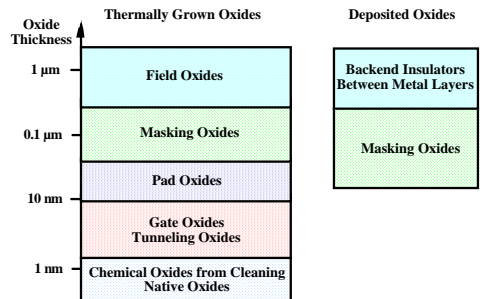 Thermally Grown Oxides
Deposited Oxides
Oxide
Thickness
1 µm
Field Oxides
Backend Insulators
Between Metal Layers
0.1 µm
Masking Oxides
Masking Oxides
Pad Oxides
10 nm
Gate Oxides
Tunneling Oxides
1 nm
Chemical Oxides from Cleaning
Native Oxides